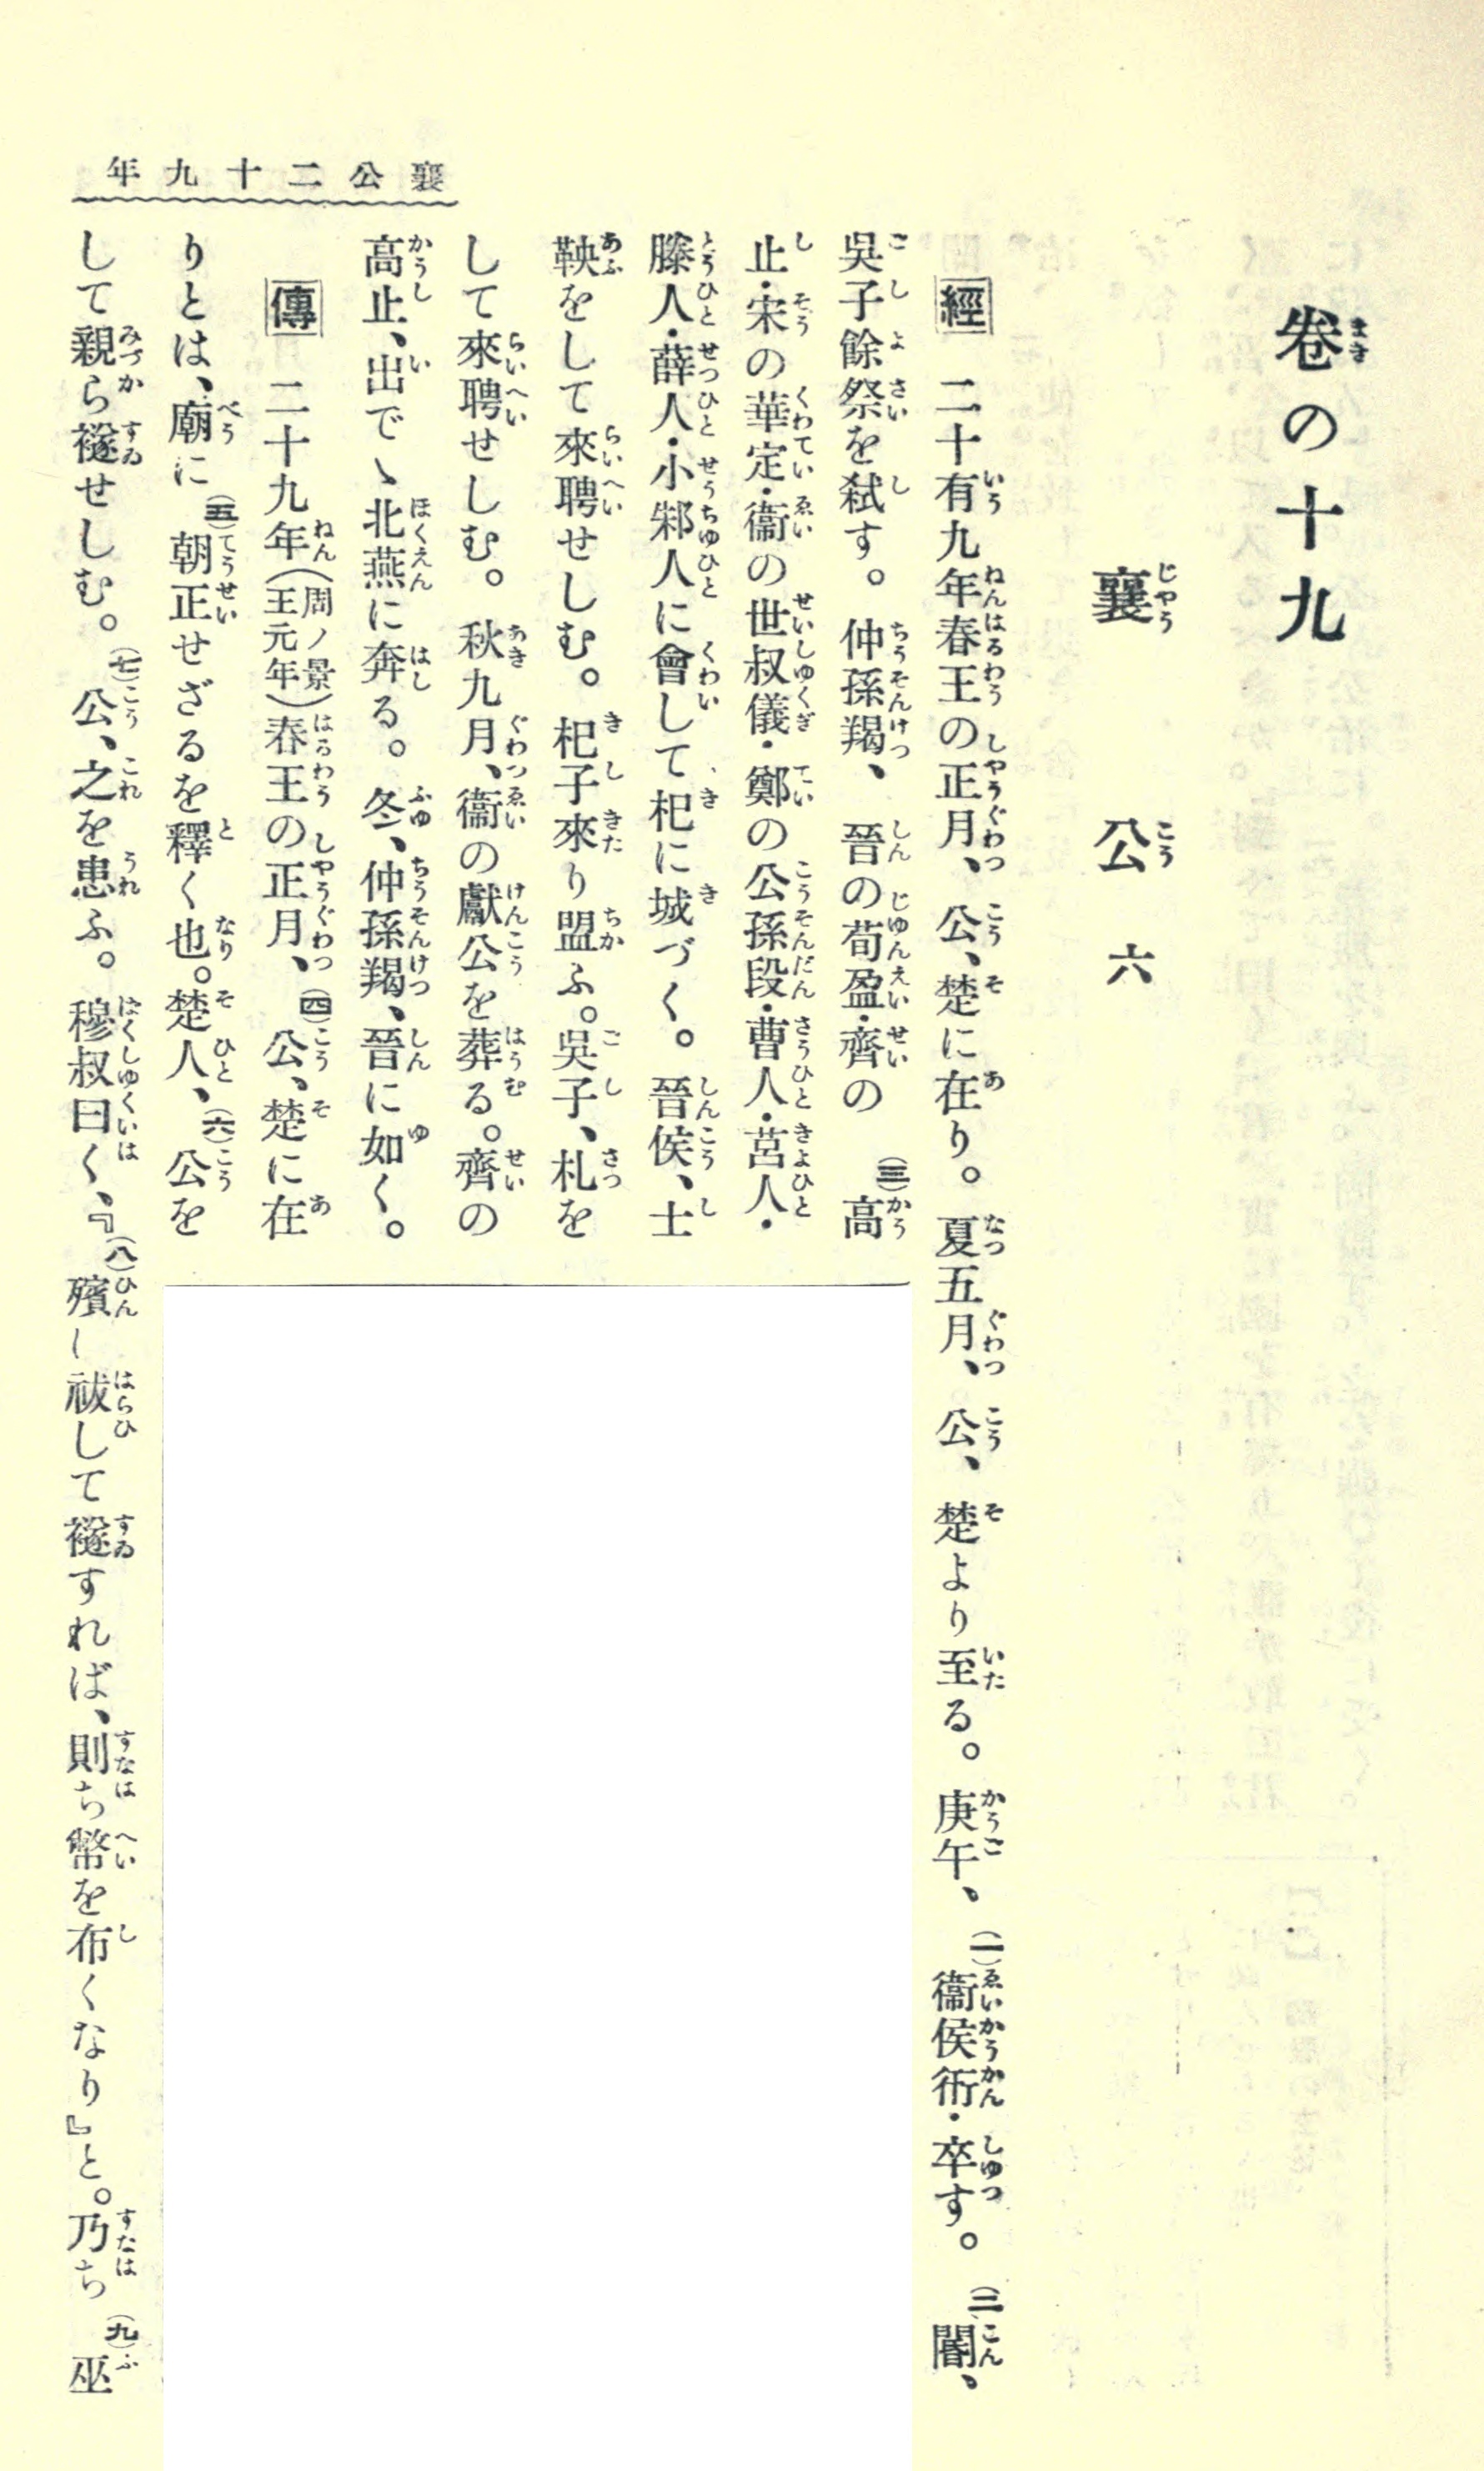 卷の十九
襄公 六
襄公二十九年
經 二十有九年春王の正月、公、楚に在り。夏五月、公、楚より至る。庚午、(一)衞侯衎・卒す。(二)閽、
吳子餘祭を弑す。仲孫羯、晉の荀盈・齊の(三)高
止・宋の華定・衞の世叔儀・鄭の公孫段・曹人・莒人・
滕人・薛人・小邾人に會して、杞に城づく。晉侯、士
鞅をして來聘せしむ。杞子來り盟ふ。吳子、札を
して來聘せしむ。秋九月、衞の獻公を葬る。齊の
高止、出でゝ北燕に奔る。冬、仲孫羯、晉に如く。
傳 二十九年(周ノ景王元年)春王の正月、(四)公、楚に在
りとは、廟に(五)朝正せざるを釋く也。楚人、(六)公を
して親ら襚せしむ。(七)公、之を患ふ。穆叔曰く、『(八)殯し祓して襚すれば、則ち幣を布くなり』と。乃ち(九)巫